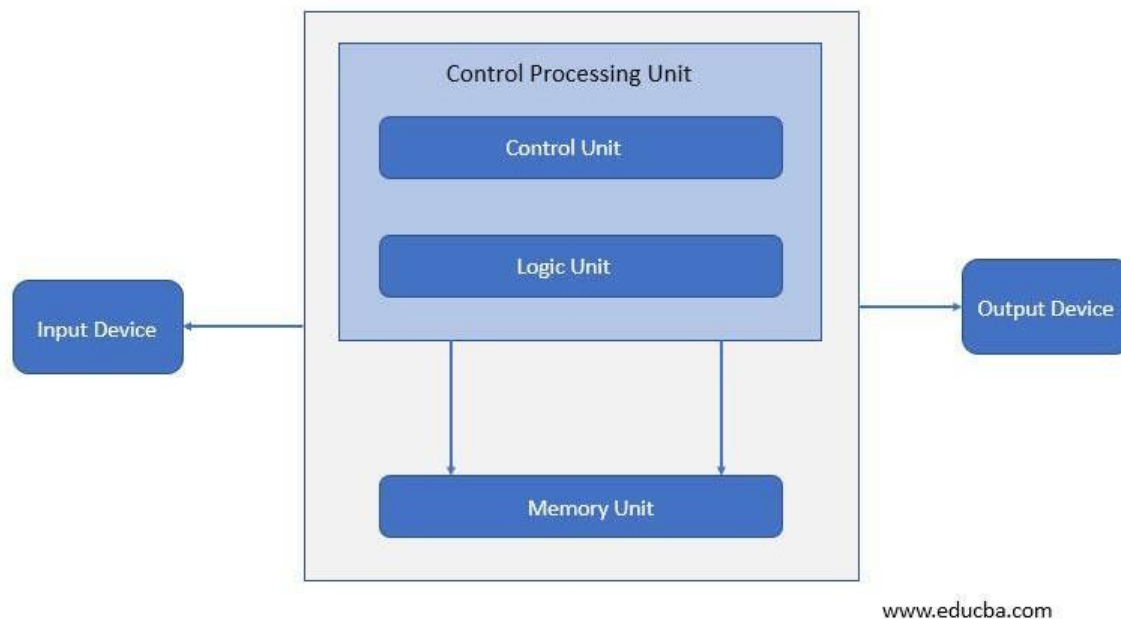 Control Processing Unit
Control Unit
Logic Unit
Input Device
Output Device
Memory Unit
www.educba.com